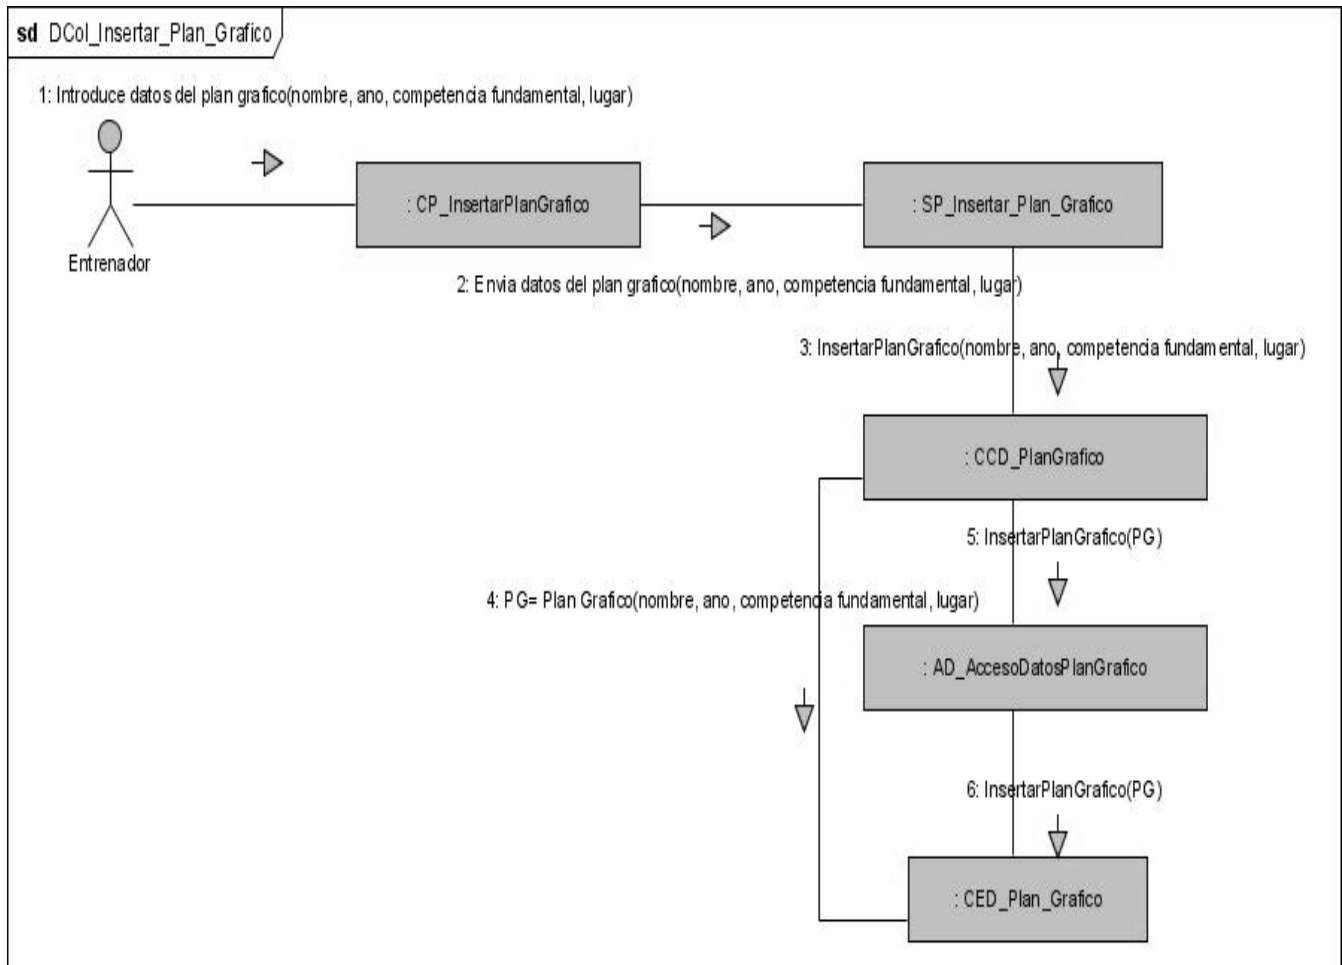 sd DCol_Insertar_Plan_Grafico
1: Introduce datos del plan grafico(nombre, ano, competencia fundamental, lugar)
: CP_InsertarPlanGrafico
: SP_Insertar_Plan_Grafico
Entrenador
2: Envia datos del plan grafico(nombre, ano, competencia fundamental, lugar)
3: InsertarPlanGrafico(nombre, ano, competencia fundamental, lugar)
: CCD_PlanGrafico
5: InsertarPlanGrafico(PG)
4: PG= Plan Grafico(nombre, ano, competencia fundamental, lugar)
: AD_AccesoDatosPlanGrafico
6: InsertarPlanGrafico(PG)
: CED_Plan_Grafico